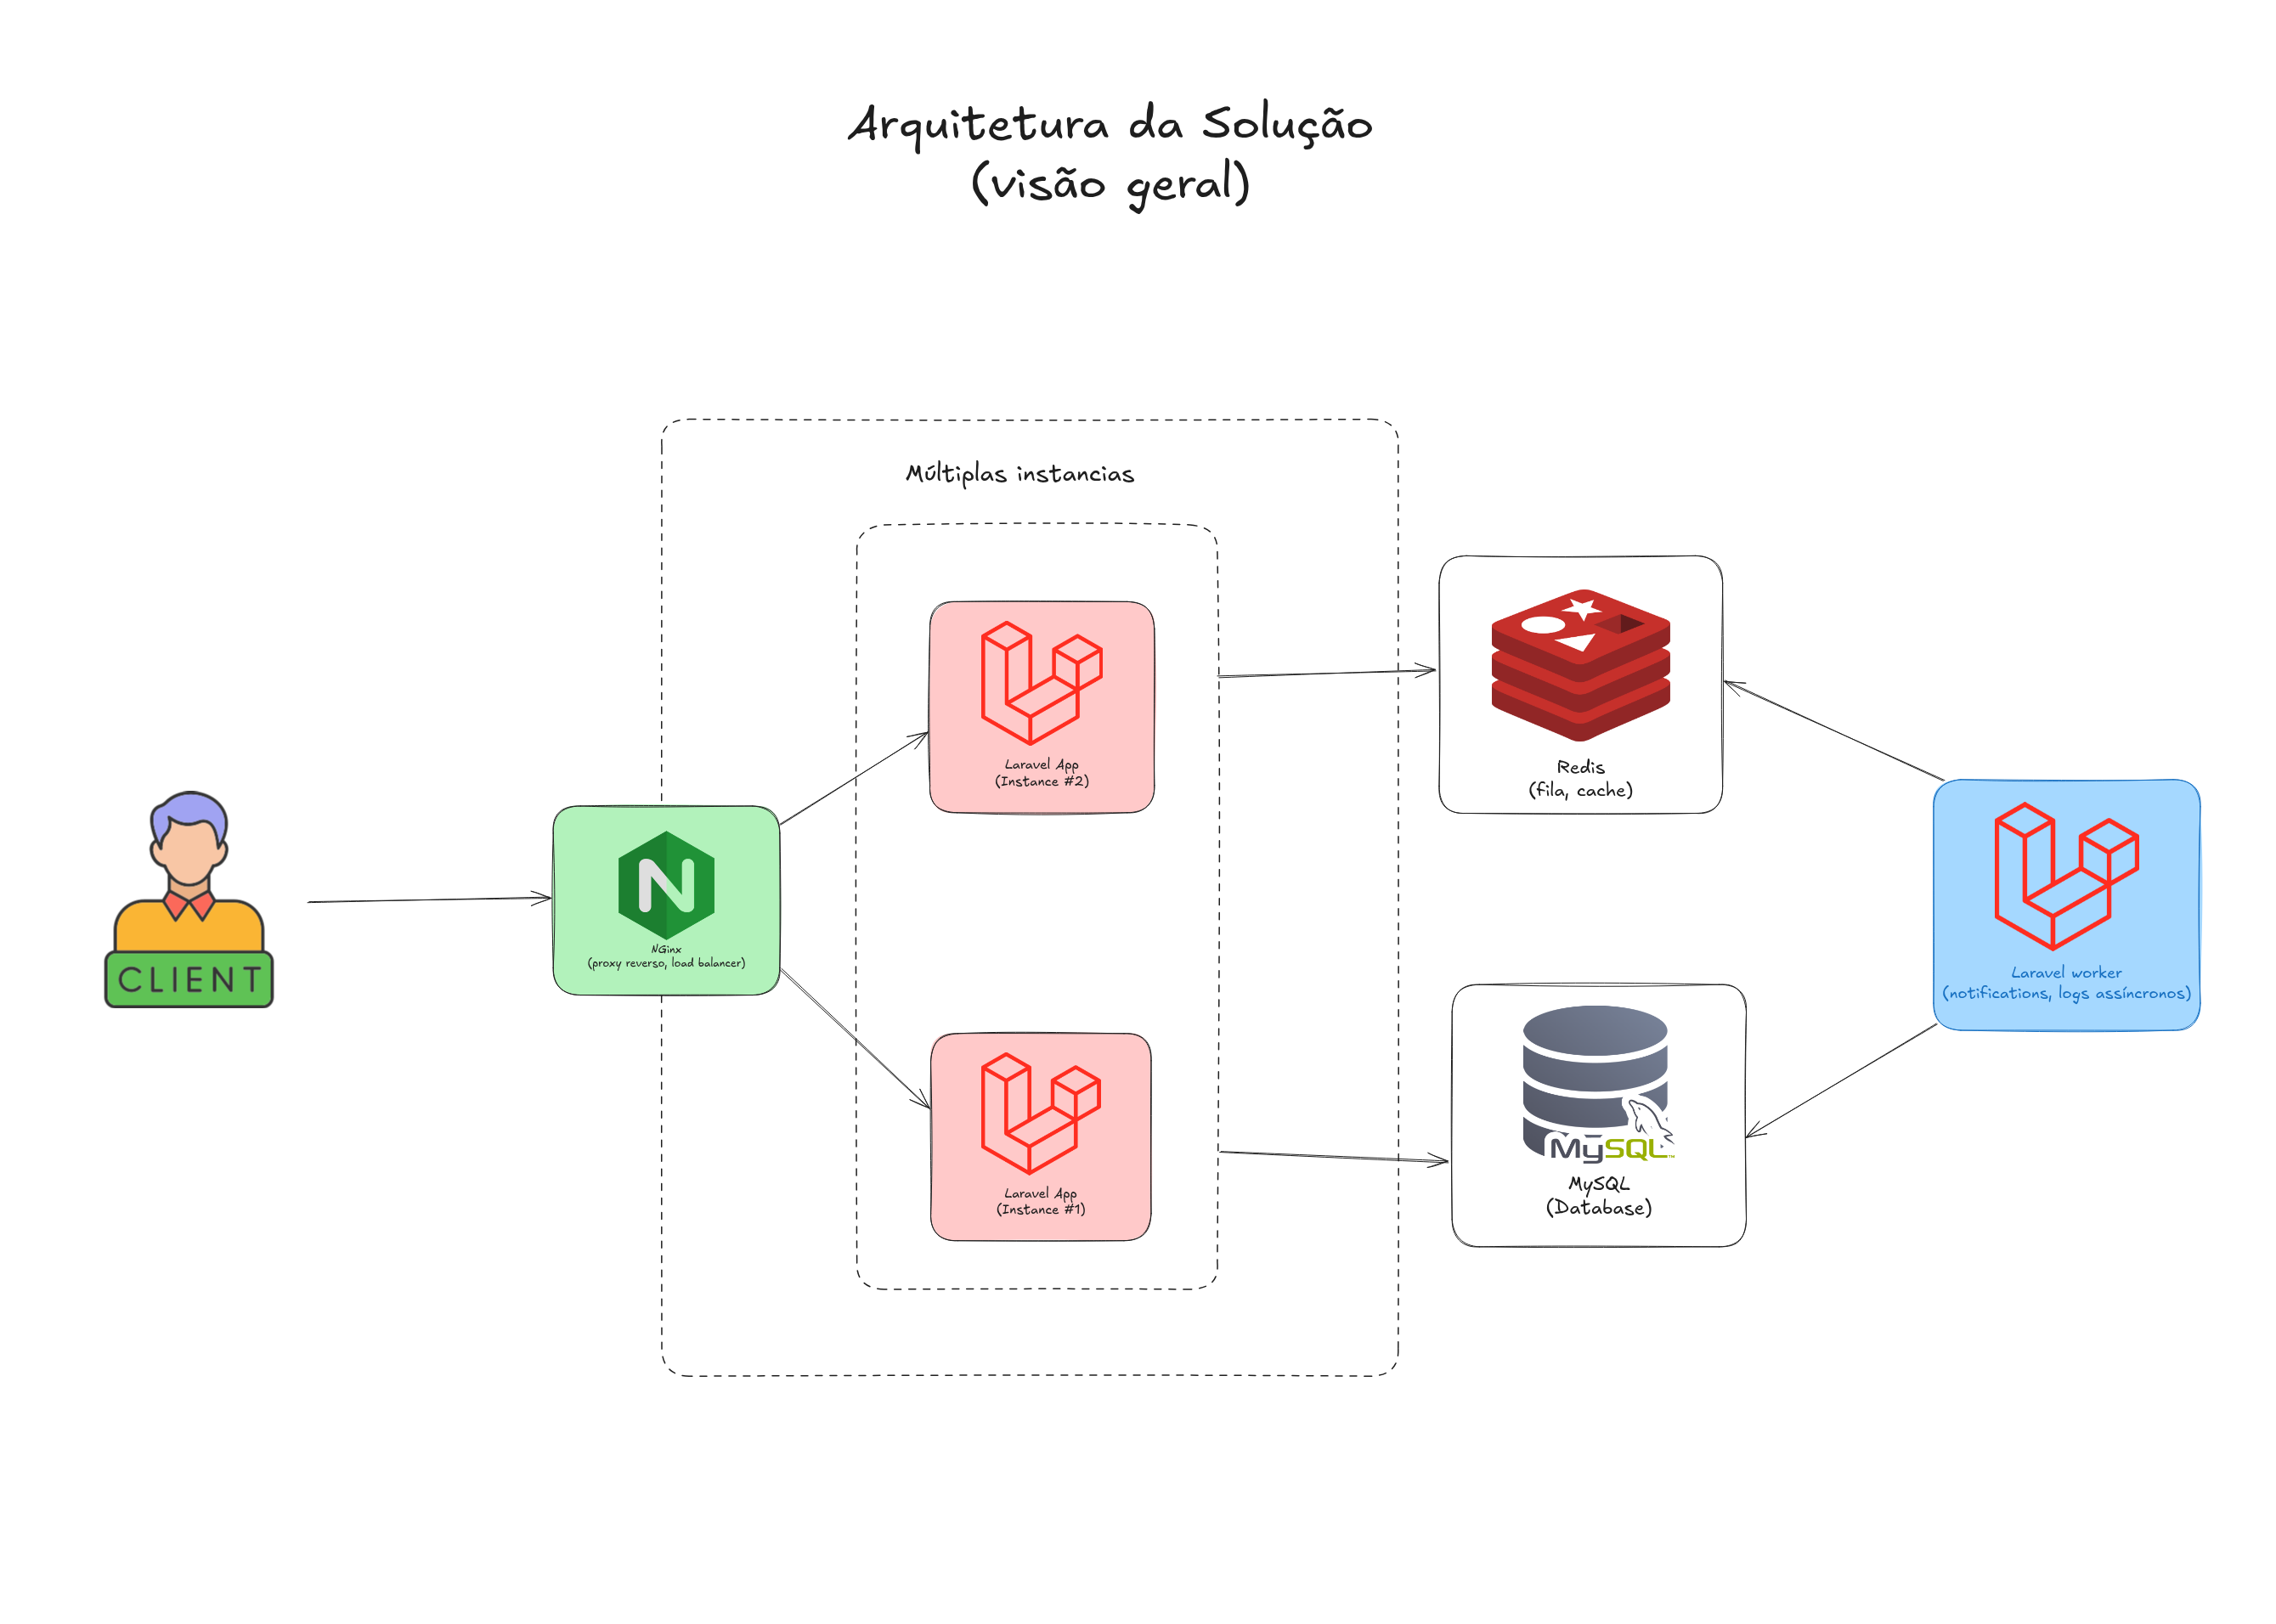 Arquitetura da Solução
(visão geral)
Múltiplas instancias
Laravel App
(Instance #2)
Redis
(fila, cache)
CLIENT
NGinx
(proxy reverso, load balancer)
Laravel worker
(notifications, logs assíncronos)
Laravel App
(Instance #1)
MySQL™
MySQL
(Database)